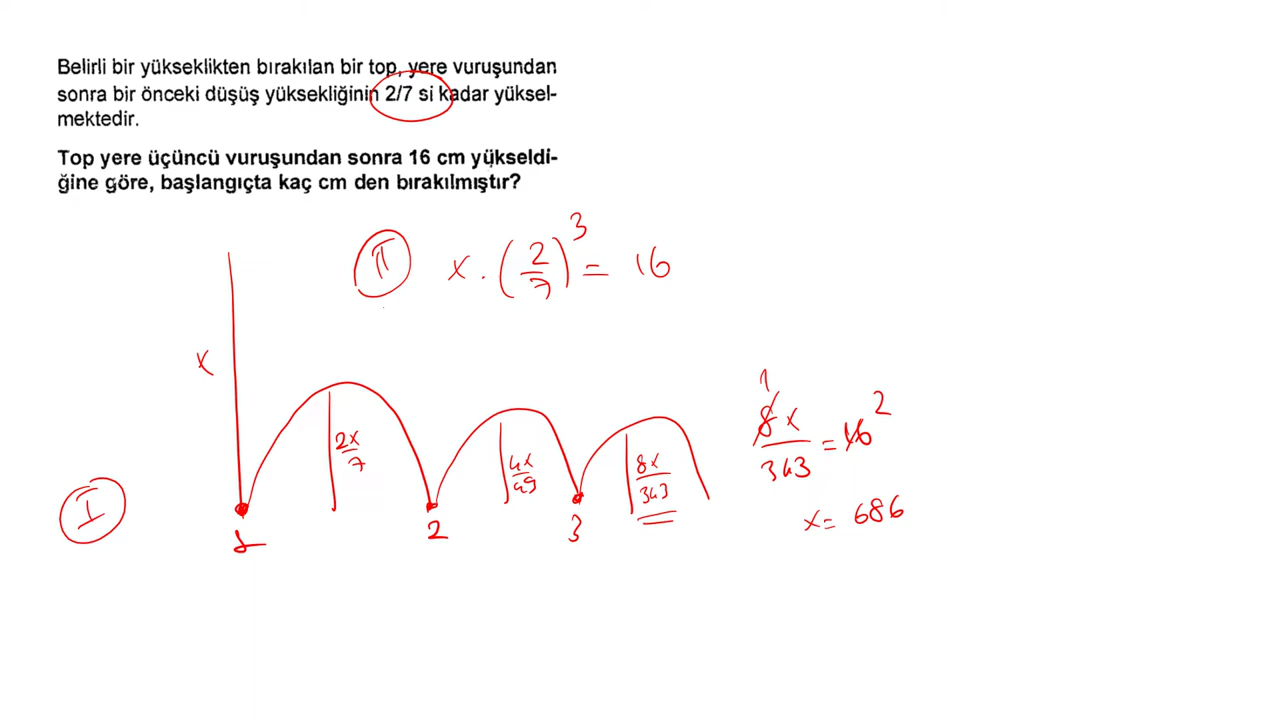 Belirli bir yükseklikten bırakılan bir top, yere vuruşundan
sonra bir önceki düşüş yüksekliğinin 2/7 si kadar yüksel-
mektedir.
Top yere üçüncü vuruşundan sonra 16 cm yükseldi-
ğine göre, başlangıçta kaç cm den bırakılmıştır?
II x · (2/7)^3 = 16
x
2x/7
4x/49
8x/343
1
8x/343 = 16 2
x = 686
I
1 2 3